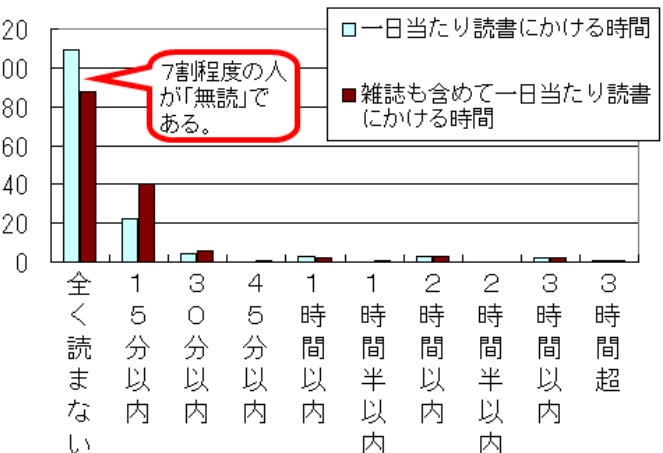 一日当たり読書にかける時間
雑誌も含めて一日当たり読書
にかける時間
7割程度の人
が「無読」で
ある。
20
00
80
60
40
20
0
全く読まない
15分以内
30分以内
45分以内
1時間以内
1時間半以内
2時間以内
2時間半以内
3時間以内
3時間超